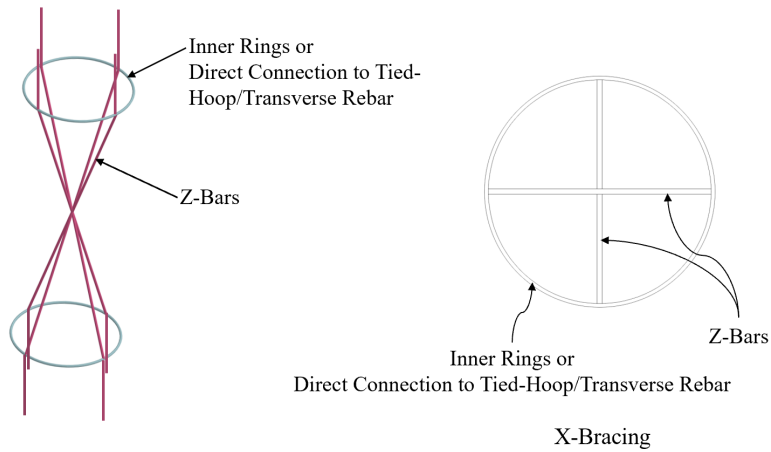 Inner Rings or
Direct Connection to Tied-
Hoop/Transverse Rebar
Z-Bars
Z-Bars
Inner Rings or
Direct Connection to Tied-Hoop/Transverse Rebar
X-Bracing